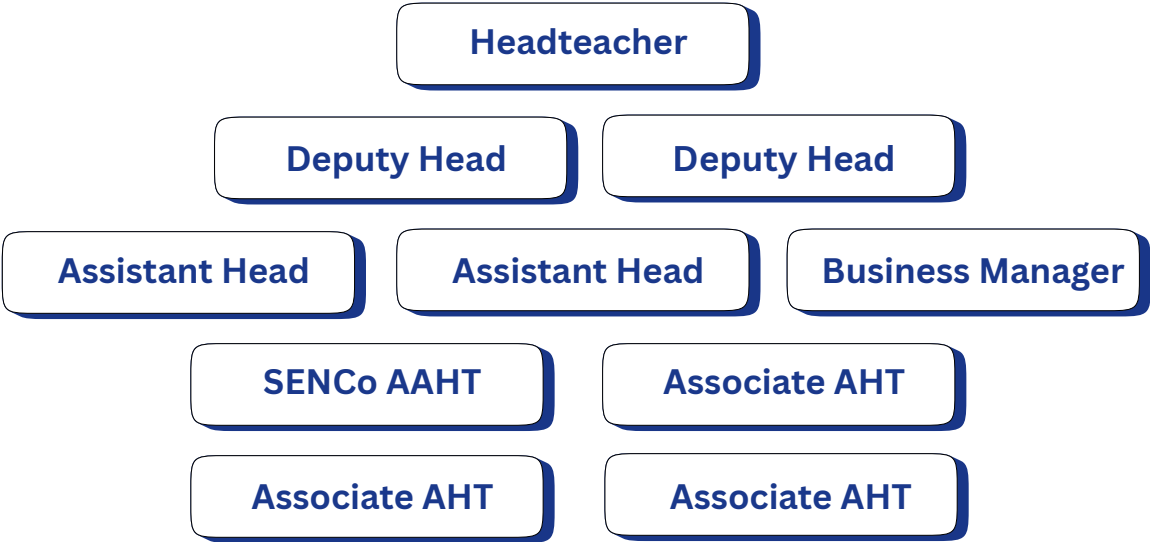 Headteacher
Deputy Head
Deputy Head
Assistant Head
Assistant Head
Business Manager
SENCo AAHT
Associate AHT
Associate AHT
Associate AHT